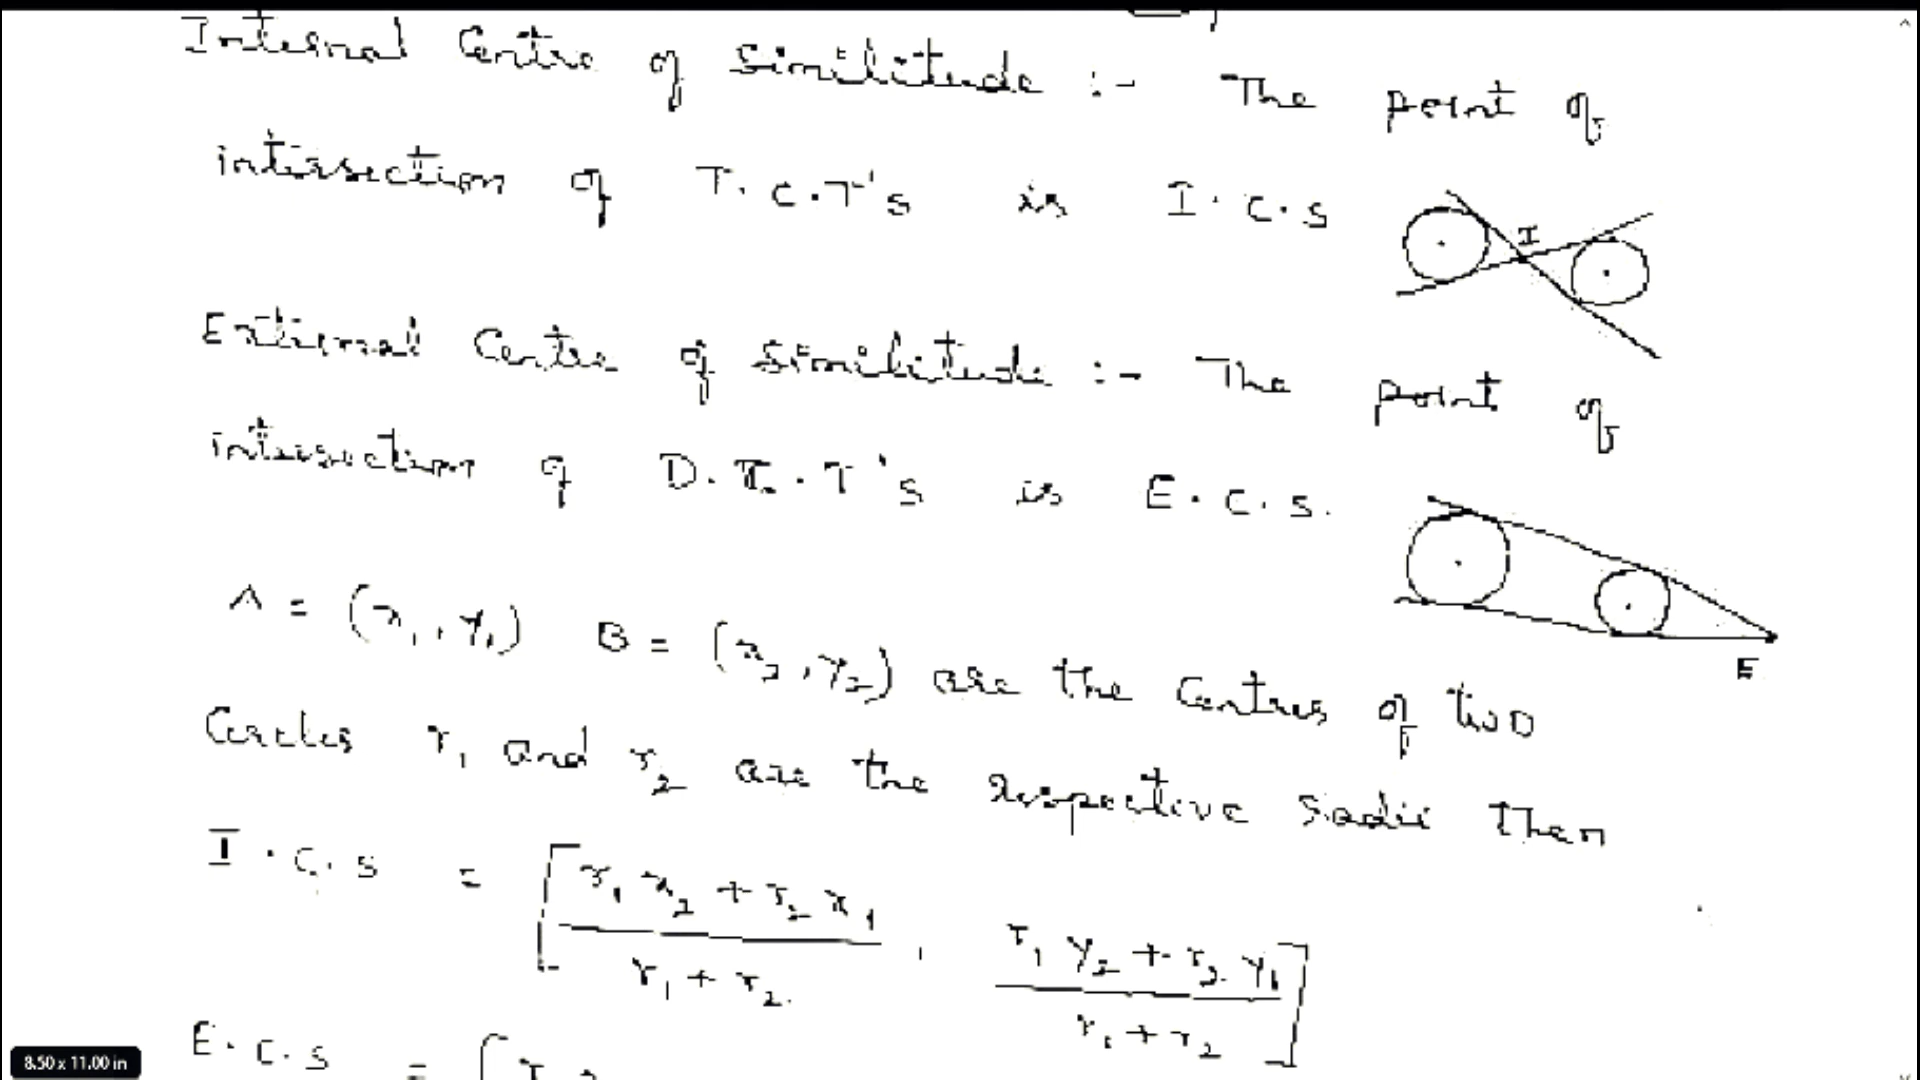 Internal Centre of Similitude :- The point of
intersection of T.C.T's is I.C.S
I
External Centre of Similitude :- The point of
intersection of D.C.T's is E.C.S.
E
A = (x₁, y₁) B = (x₂, y₂) are the Centres of two
Circles r₁ and r₂ are the respective radii then
I.C.S = [ (r₁x₂ + r₂x₁)/(r₁ + r₂) , (r₁y₂ + r₂y₁)/(r₁ + r₂) ]
E.C.S = [
8.50 x 11.00 in